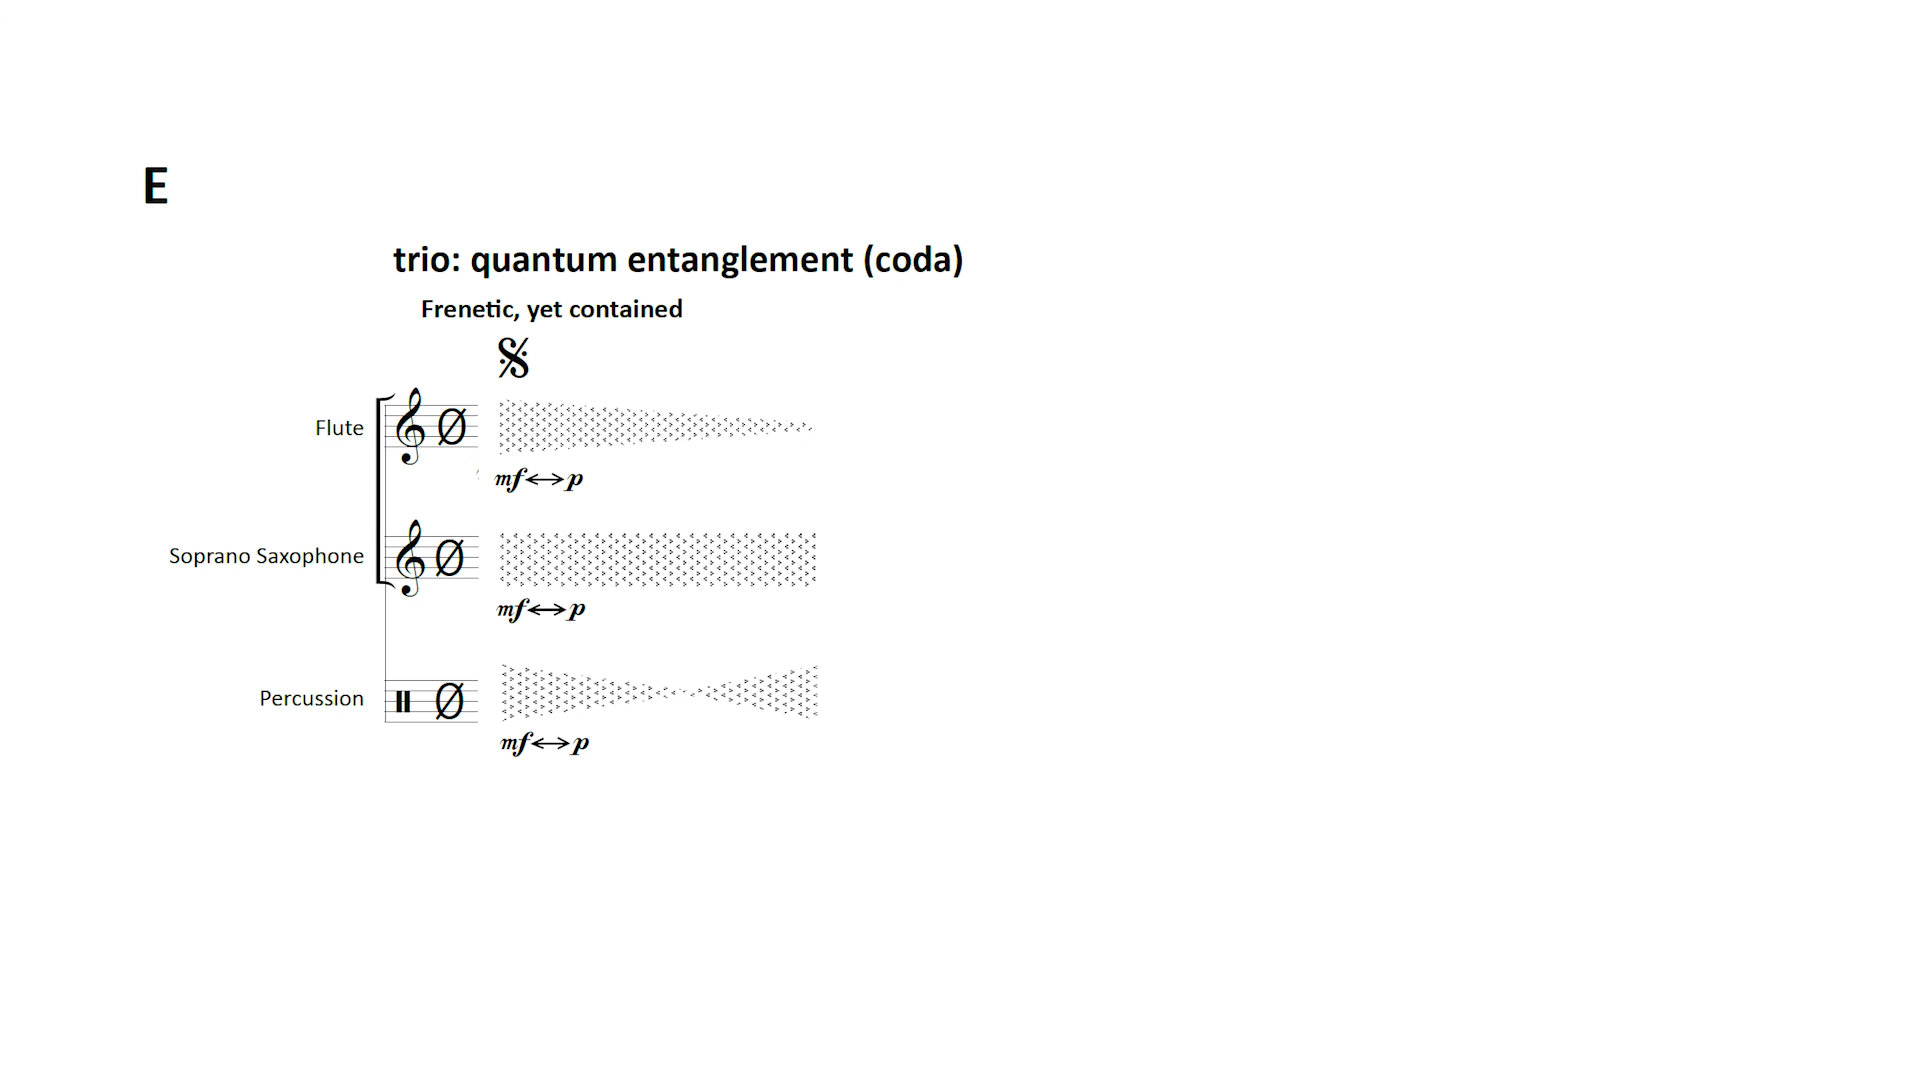 E
trio: quantum entanglement (coda)
Frenetic, yet contained
Flute
mf↔p
Soprano Saxophone
mf↔p
Percussion
mf↔p